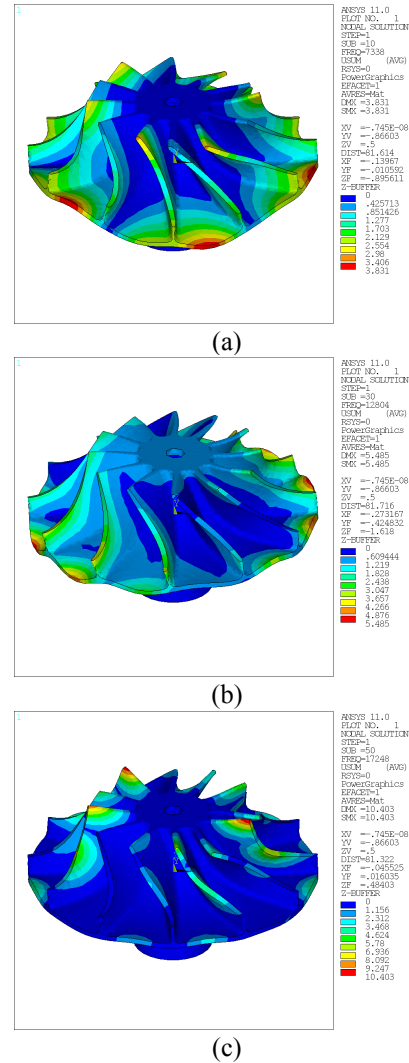 1
ANSYS 11.0
PLOT NO. 1
NODAL SOLUTION
STEP=1
SUB =10
FREQ=7338
USUM (AVG)
RSYS=0
PowerGraphics
EFACET=1
AVRES=Mat
DMX =3.831
SMX =3.831
XV =-.745E-08
YV =-.86603
ZV =.5
DIST=81.614
XF =-.13967
YF =-.010592
ZF =-.895611
Z-BUFFER
0
.425713
.851426
1.277
1.703
2.129
2.554
2.98
3.406
3.831
(a)
1
ANSYS 11.0
PLOT NO. 1
NODAL SOLUTION
STEP=1
SUB =30
FREQ=12804
USUM (AVG)
RSYS=0
PowerGraphics
EFACET=1
AVRES=Mat
DMX =5.485
SMX =5.485
XV =-.745E-08
YV =-.86603
ZV =.5
DIST=81.716
XF =-.273167
YF =-.424832
ZF =-1.618
Z-BUFFER
0
.609444
1.219
1.828
2.438
3.047
3.657
4.266
4.876
5.485
(b)
1
ANSYS 11.0
PLOT NO. 1
NODAL SOLUTION
STEP=1
SUB =50
FREQ=17248
USUM (AVG)
RSYS=0
PowerGraphics
EFACET=1
AVRES=Mat
DMX =10.403
SMX =10.403
XV =-.745E-08
YV =-.86603
ZV =.5
DIST=81.322
XF =-.045525
YF =.016035
ZF =.48403
Z-BUFFER
0
1.156
2.312
3.468
4.624
5.78
6.936
8.092
9.247
10.403
(c)